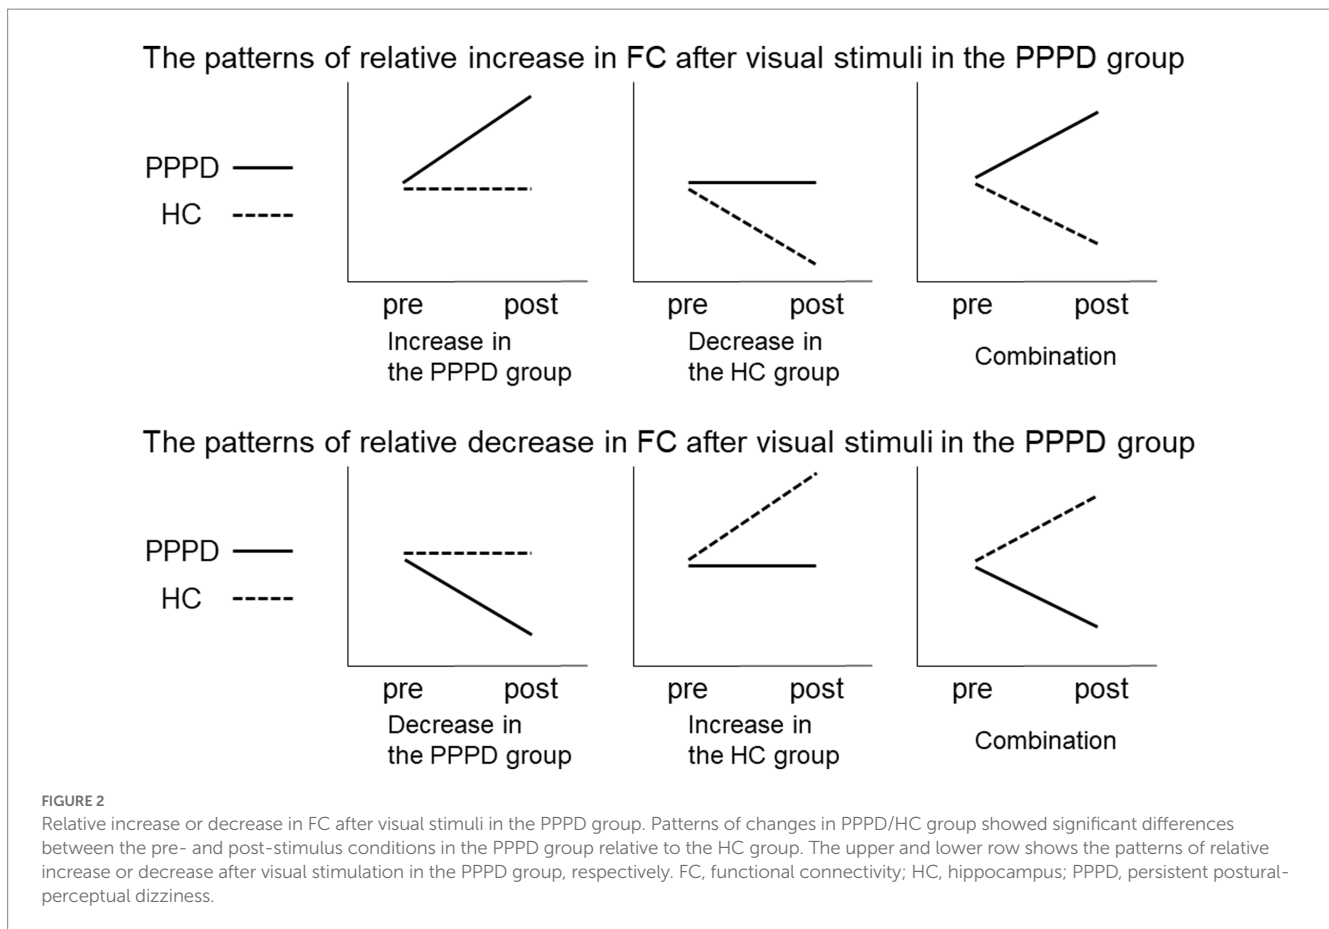 The patterns of relative increase in FC after visual stimuli in the PPPD group
PPPD
HC
pre post
Increase in
the PPPD group
pre post
Decrease in
the HC group
pre post
Combination
The patterns of relative decrease in FC after visual stimuli in the PPPD group
PPPD
HC
pre post
Decrease in
the PPPD group
pre post
Increase in
the HC group
pre post
Combination
FIGURE 2
Relative increase or decrease in FC after visual stimuli in the PPPD group. Patterns of changes in PPPD/HC group showed significant differences
between the pre- and post-stimulus conditions in the PPPD group relative to the HC group. The upper and lower row shows the patterns of relative
increase or decrease after visual stimulation in the PPPD group, respectively. FC, functional connectivity; HC, hippocampus; PPPD, persistent postural-
perceptual dizziness.